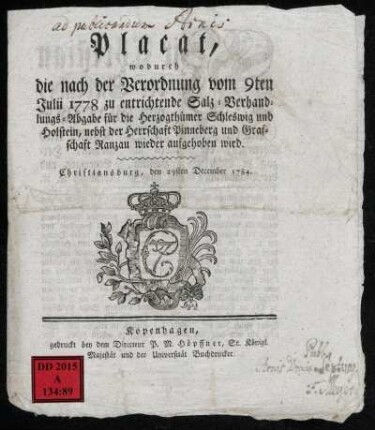 ad publicandum Arnis
Placat,
wodurch
die nach der Verordnung vom 9ten
Julii 1778 zu entrichtende Salz-Verhand-
lungs-Abgabe für die Herzogthümer Schleswig und
Holstein, nebst der Herrschaft Pinneberg und Graf-
schaft Ranzau wieder aufgehoben wird.
Christiansburg, den 29sten December 1784.
Kopenhagen,
gedruckt bey dem Directeur P. M. Höpffner, Sr. Königl.
Majestät und der Universität Buchdrucker.
DD 2015
A
134:89
Publ.